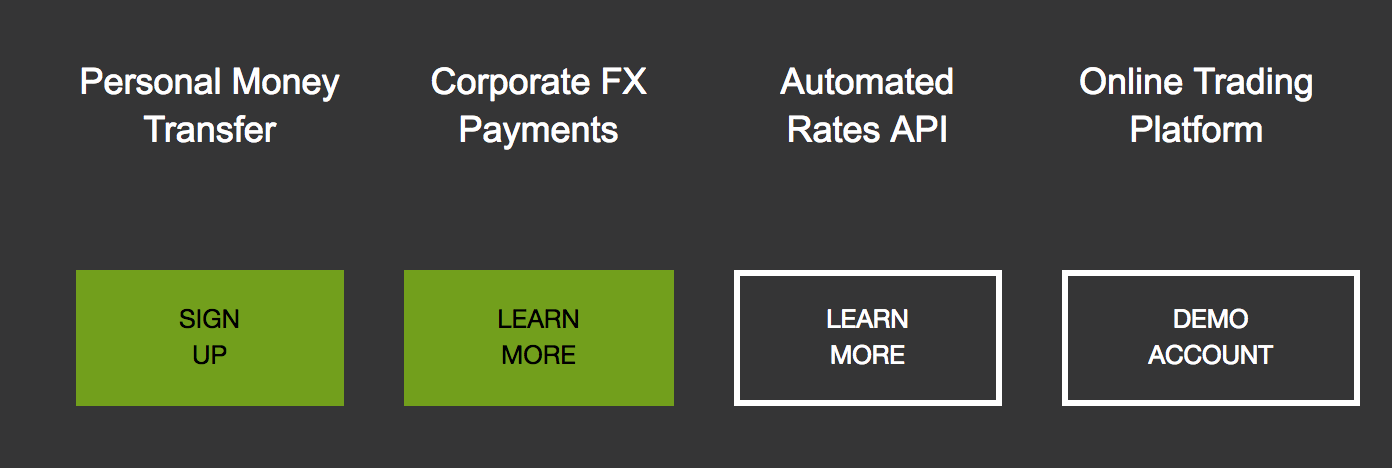 Personal Money
Transfer
Corporate FX
Payments
Automated
Rates API
Online Trading
Platform
SIGN
UP
LEARN
MORE
LEARN
MORE
DEMO
ACCOUNT